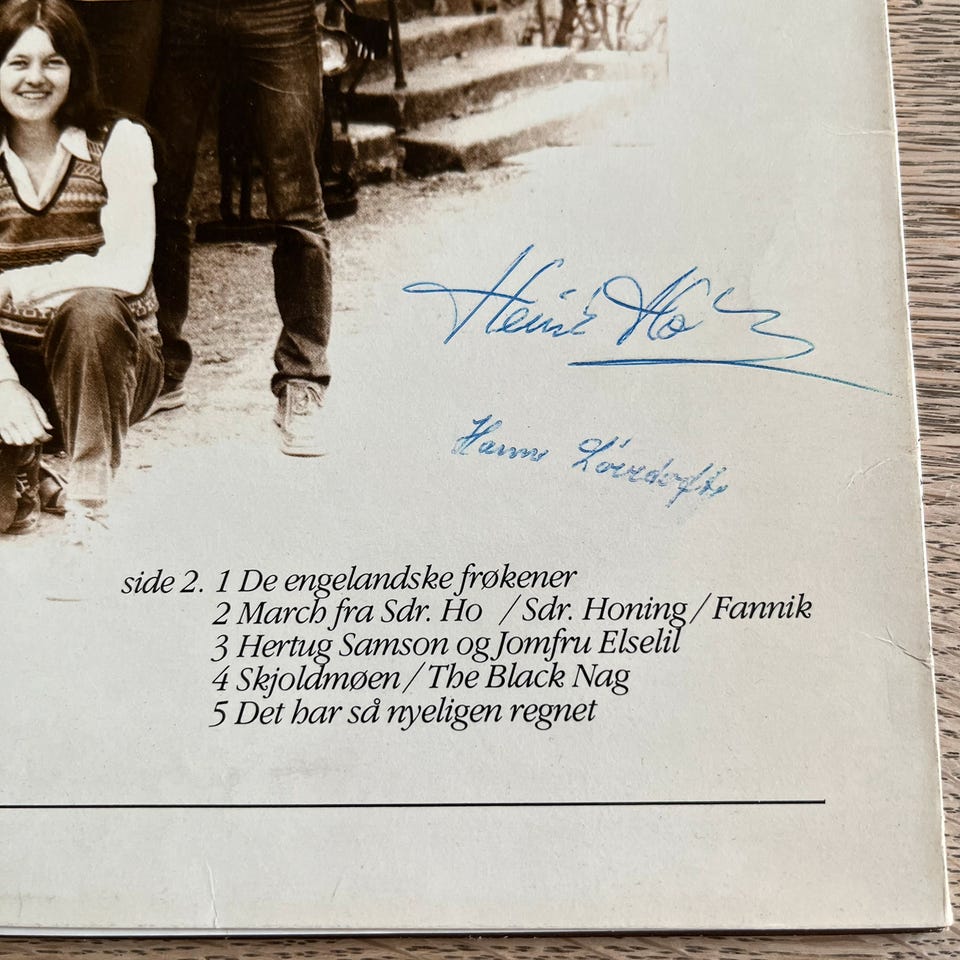 side 2. 1 De engelandske frøkener
2 March fra Sdr. Ho / Sdr. Honing / Fannik
3 Hertug Samson og Jomfru Elselil
4 Skjoldmøen / The Black Nag
5 Det har så nyeligen regnet